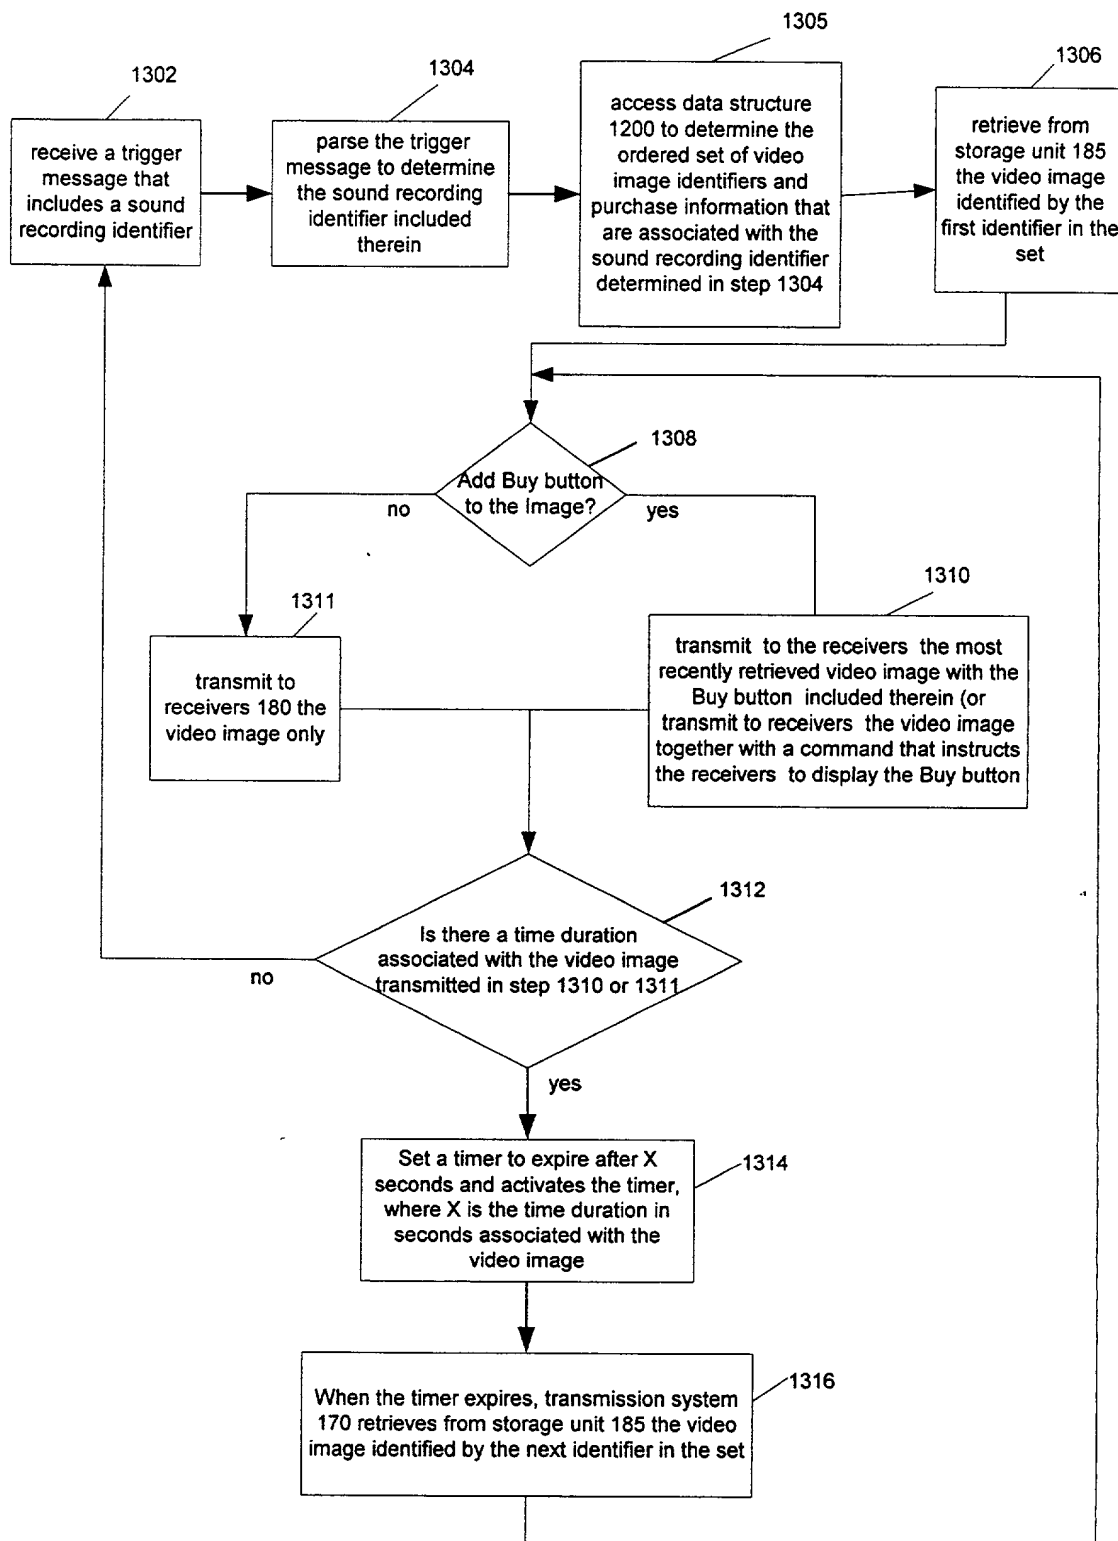 1302
receive a trigger
message that
includes a sound
recording identifier
1304
parse the trigger
message to determine
the sound recording
identifier included
therein
1305
access data structure
1200 to determine the
ordered set of video
image identifiers and
purchase information that
are associated with the
sound recording identifier
determined in step 1304
1306
retrieve from
storage unit 185
the video image
identified by the
first identifier in the
set
1308
Add Buy button
to the Image?
no
yes
1311
transmit to
receivers 180 the
video image only
1310
transmit to the receivers the most
recently retrieved video image with the
Buy button included therein (or
transmit to receivers the video image
together with a command that instructs
the receivers to display the Buy button
1312
Is there a time duration
associated with the video image
transmitted in step 1310 or 1311
no
yes
1314
Set a timer to expire after X
seconds and activates the timer,
where X is the time duration in
seconds associated with the
video image
1316
When the timer expires, transmission system
170 retrieves from storage unit 185 the video
image identified by the next identifier in the set